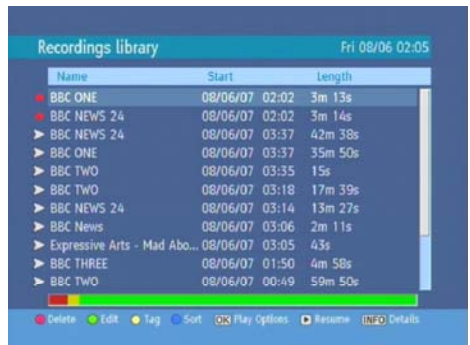 Recordings library Fri 08/06 02:05
Name Start Length
BBC ONE 08/06/07 02:02 3m 13s
BBC NEWS 24 08/06/07 02:02 3m 14s
BBC NEWS 24 08/06/07 03:37 42m 38s
BBC ONE 08/06/07 03:37 35m 50s
BBC TWO 08/06/07 03:35 15s
BBC TWO 08/06/07 03:18 17m 39s
BBC NEWS 24 08/06/07 03:14 13m 27s
BBC News 08/06/07 03:06 2m 11s
Expressive Arts - Mad Abo... 08/06/07 03:05 43s
BBC THREE 08/06/07 01:50 4m 58s
BBC TWO 08/06/07 00:49 59m 50s
Delete Edit Tag Sort OK Play Options Resume INFO Details